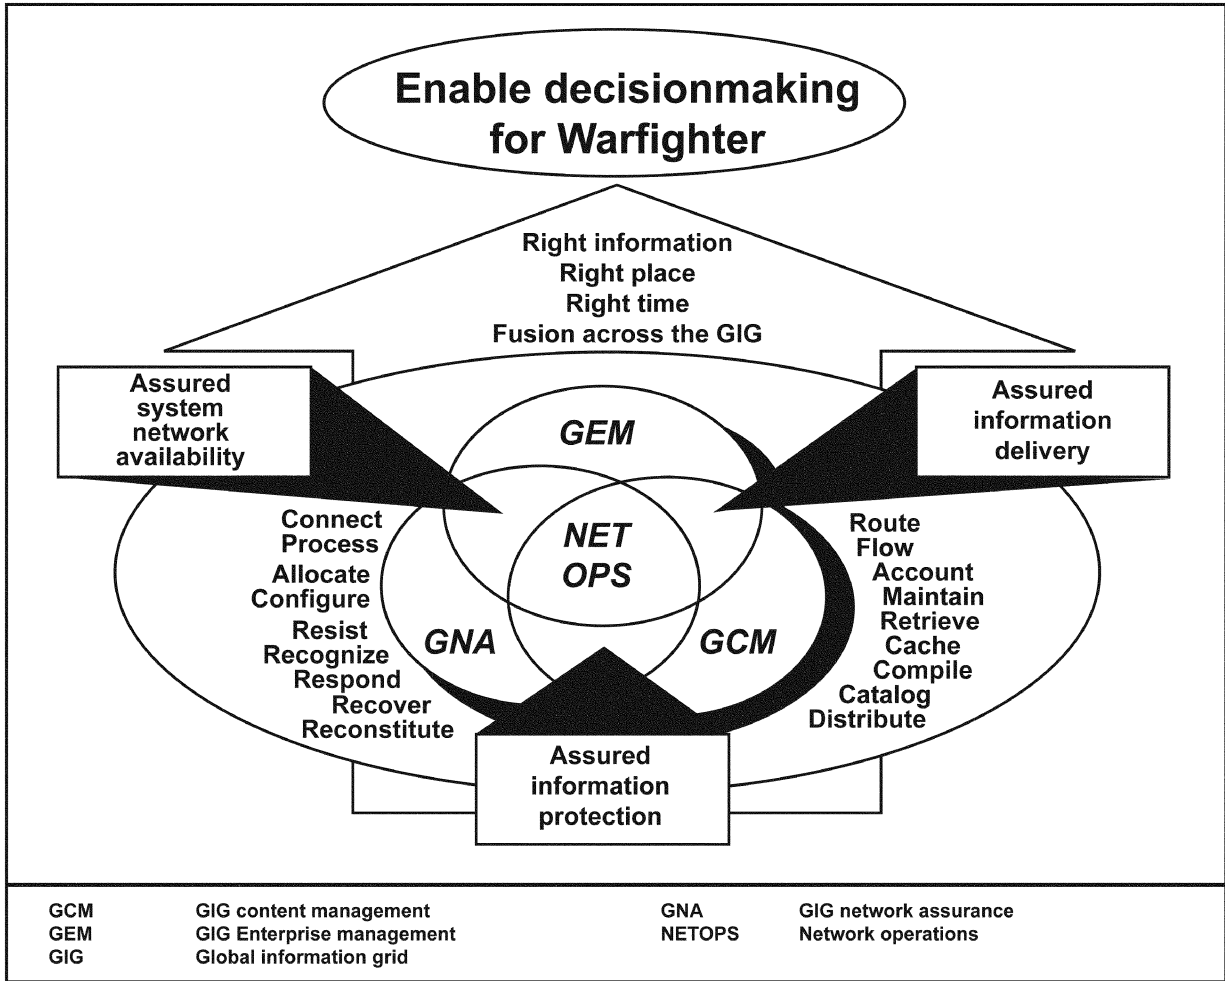 Enable decisionmaking
for Warfighter
Right information
Right place
Right time
Fusion across the GIG
Assured
system
network
availability
Assured
information
delivery
GEM
NET
OPS
GNA
GCM
Connect
Process
Allocate
Configure
Resist
Recognize
Respond
Recover
Reconstitute
Route
Flow
Account
Maintain
Retrieve
Cache
Compile
Catalog
Distribute
Assured
information
protection
GCM GIG content management
GEM GIG Enterprise management
GIG Global information grid
GNA GIG network assurance
NETOPS Network operations